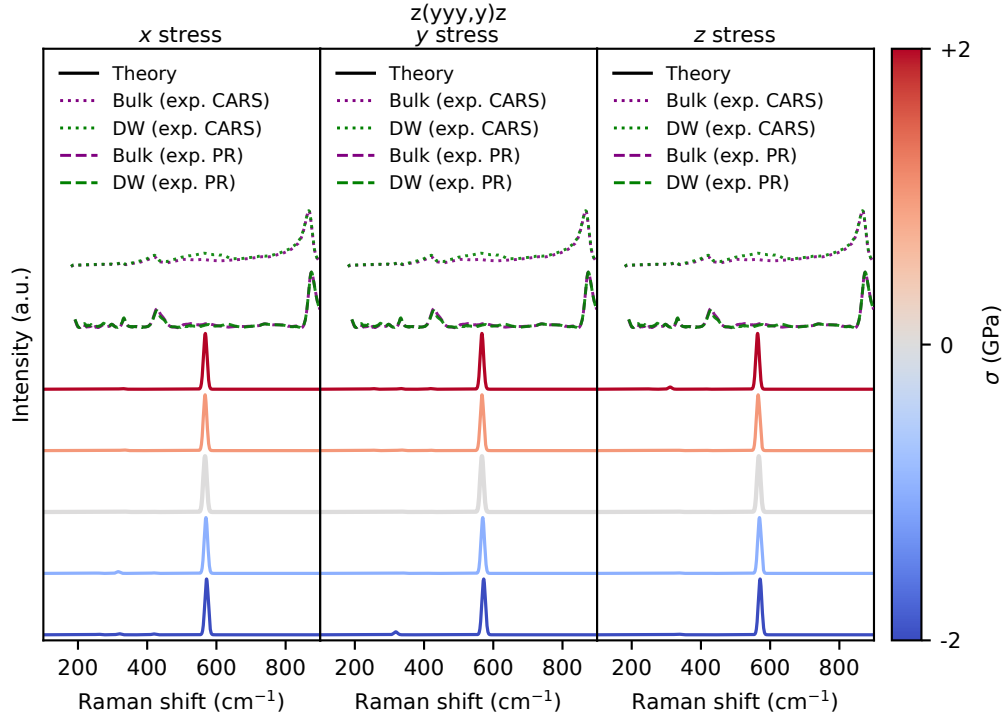 z(yyy,y)z
x stress
y stress
z stress
Theory
Bulk (exp. CARS)
DW (exp. CARS)
Bulk (exp. PR)
DW (exp. PR)
Theory
Bulk (exp. CARS)
DW (exp. CARS)
Bulk (exp. PR)
DW (exp. PR)
Theory
Bulk (exp. CARS)
DW (exp. CARS)
Bulk (exp. PR)
DW (exp. PR)
Intensity (a.u.)
200 400 600 800
200 400 600 800
200 400 600 800
Raman shift (cm⁻¹)
Raman shift (cm⁻¹)
Raman shift (cm⁻¹)
+2
0
-2
σ (GPa)